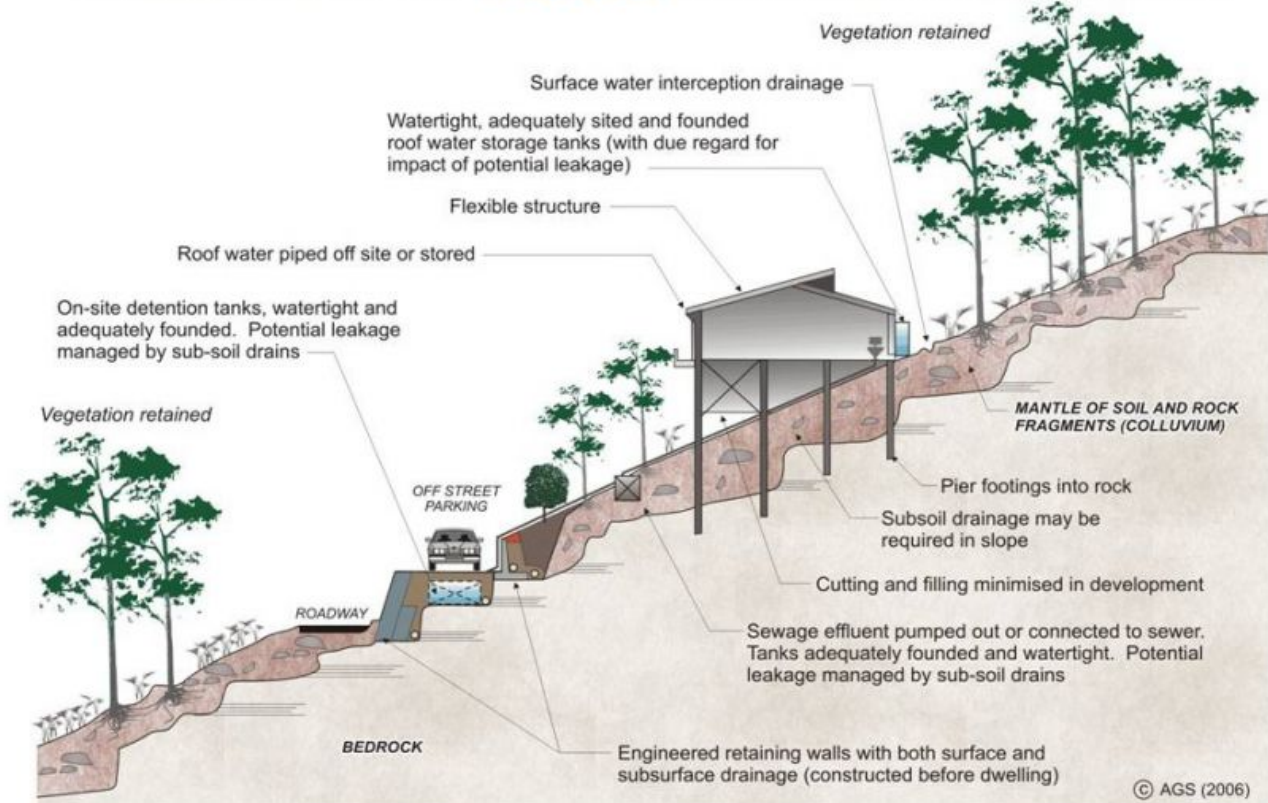 Vegetation retained
Surface water interception drainage
Watertight, adequately sited and founded
roof water storage tanks (with due regard for
impact of potential leakage)
Flexible structure
Roof water piped off site or stored
On-site detention tanks, watertight and
adequately founded. Potential leakage
managed by sub-soil drains
Vegetation retained
MANTLE OF SOIL AND ROCK
FRAGMENTS (COLLUVIUM)
OFF STREET
PARKING
Pier footings into rock
Subsoil drainage may be
required in slope
Cutting and filling minimised in development
ROADWAY
Sewage effluent pumped out or connected to sewer.
Tanks adequately founded and watertight. Potential
leakage managed by sub-soil drains
BEDROCK
Engineered retaining walls with both surface and
subsurface drainage (constructed before dwelling)
© AGS (2006)